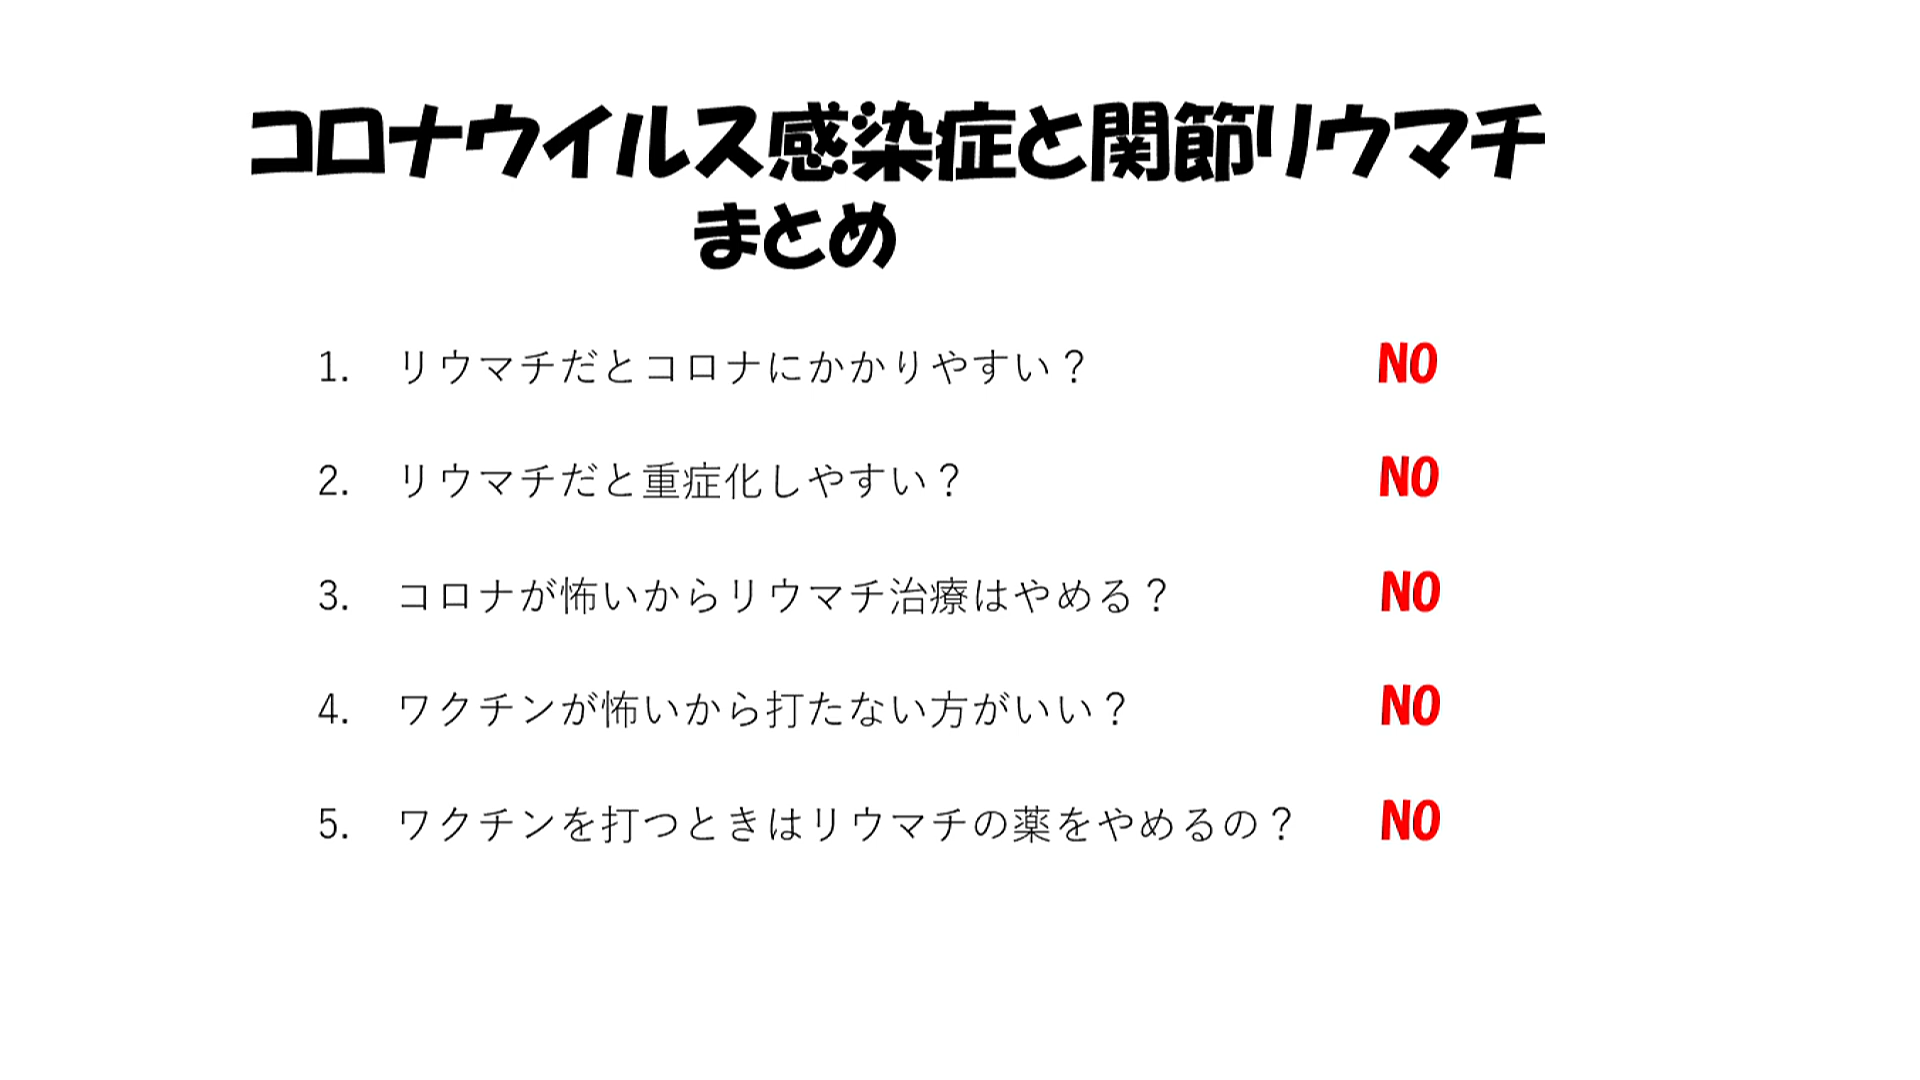 コロナウイルス感染症と関節リウマチ
まとめ
1. リウマチだとコロナにかかりやすい？ NO
2. リウマチだと重症化しやすい？ NO
3. コロナが怖いからリウマチ治療はやめる？ NO
4. ワクチンが怖いから打たない方がいい？ NO
5. ワクチンを打つときはリウマチの薬をやめるの？ NO